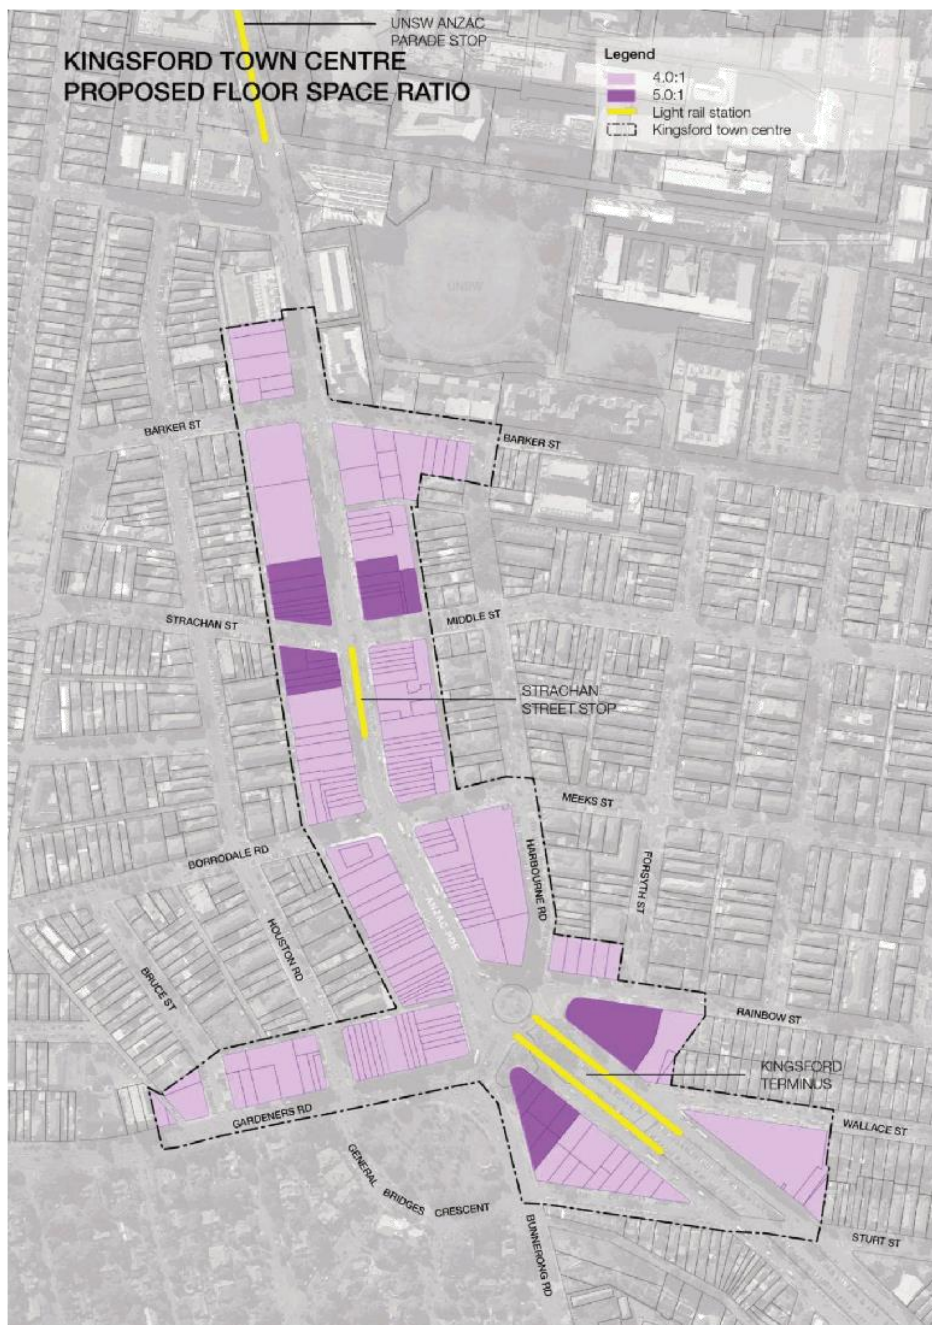 UNSW ANZAC
PARADE STOP
KINGSFORD TOWN CENTRE
PROPOSED FLOOR SPACE RATIO
Legend
4.0:1
5.0:1
Light rail station
Kingsford town centre
UNSW
BARKER ST
BARKER ST
STRACHAN ST
MIDDLE ST
STRACHAN
STREET STOP
MEEKS ST
BORRODALE RD
HARBOURNE RD
FORSYTH ST
ANZAC PDE
HOUSTON RD
BRUCE ST
RAINBOW ST
KINGSFORD
TERMINUS
GARDENERS RD
WALLACE ST
GENERAL BRIDGES CRESCENT
BUNNERONG RD
STURT ST